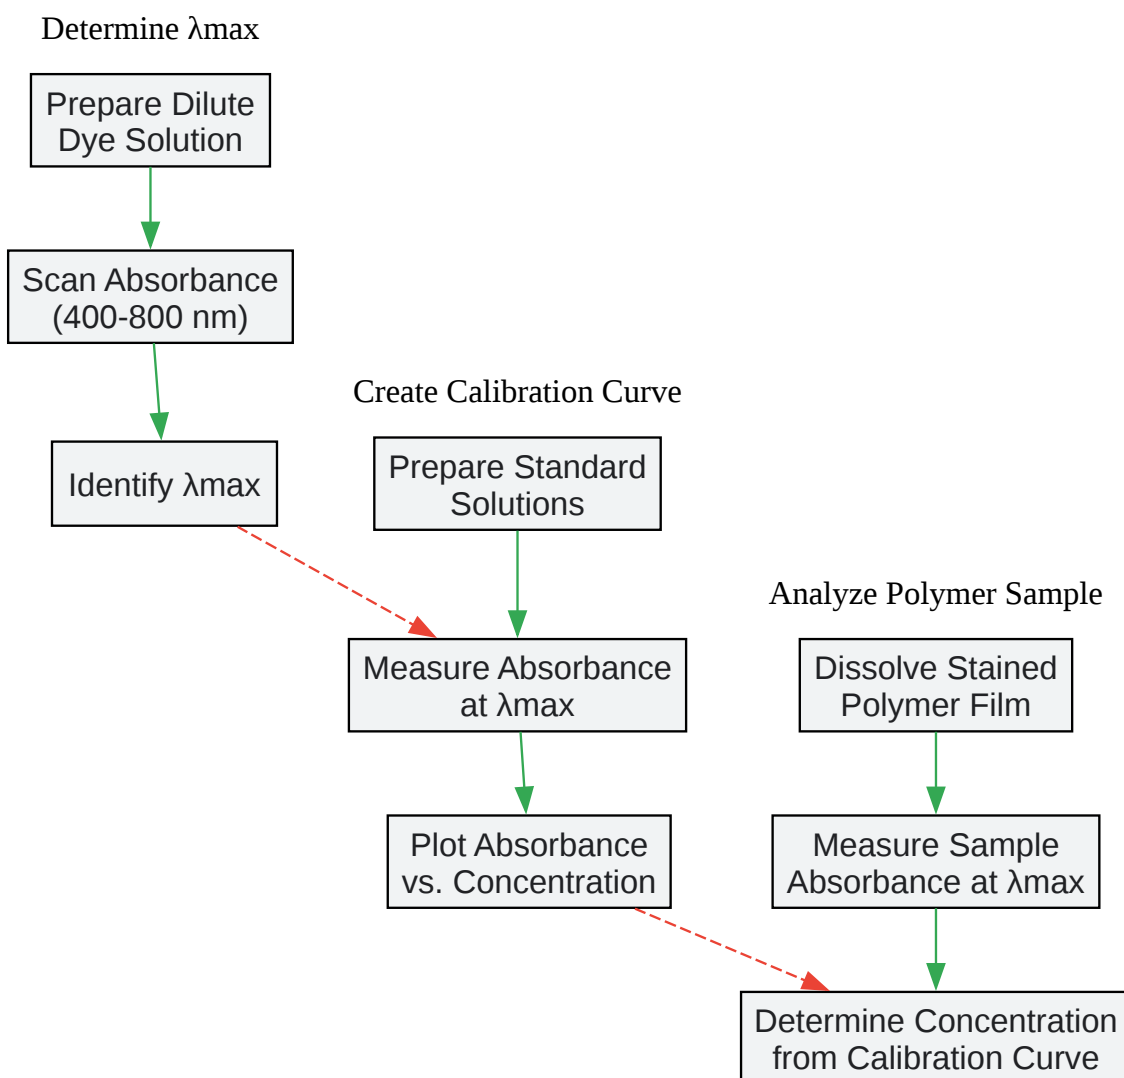 Determine λmax
Prepare Dilute
Dye Solution
Scan Absorbance
(400-800 nm)
Identify λmax
Create Calibration Curve
Prepare Standard
Solutions
Measure Absorbance
at λmax
Plot Absorbance
vs. Concentration
Analyze Polymer Sample
Dissolve Stained
Polymer Film
Measure Sample
Absorbance at λmax
Determine Concentration
from Calibration Curve